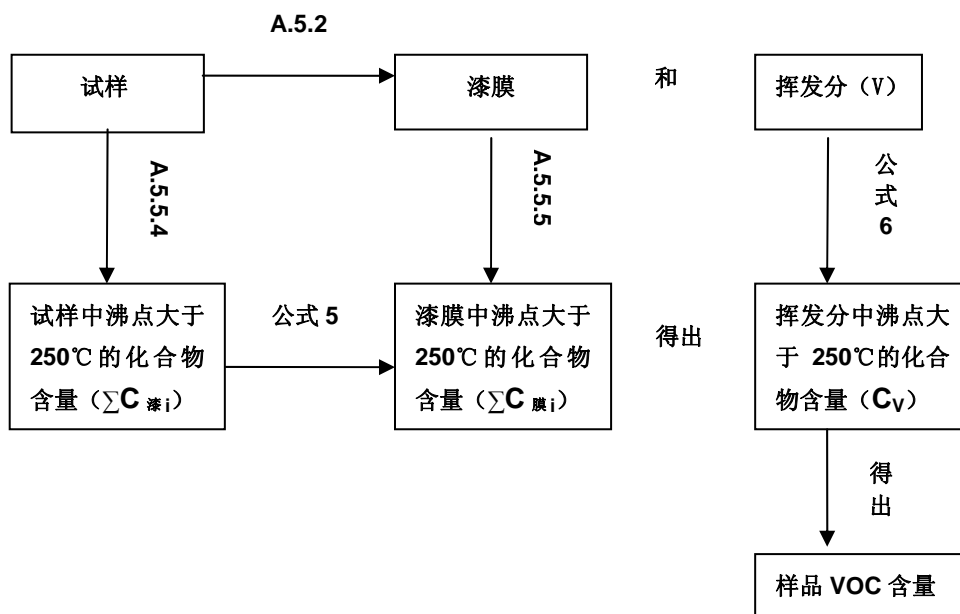 A.5.2
试样
漆膜
和
挥发分（V）
A.5.5.4
A.5.5.5
公
式
6
试样中沸点大于
250℃的化合物
含量（∑C 漆i）
公式 5
漆膜中沸点大于
250℃的化合物
含量（∑C 膜i）
得出
挥发分中沸点大
于 250℃的化合
物含量（CV）
得
出
样品 VOC 含量